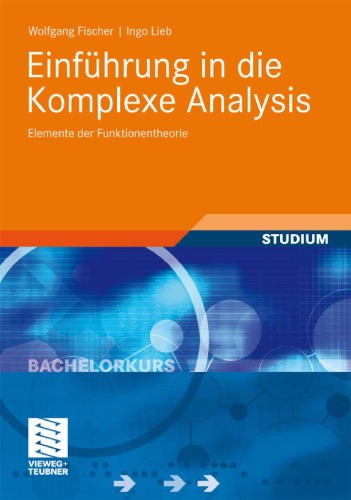 Wolfgang Fischer | Ingo Lieb
Einführung in die
Komplexe Analysis
Elemente der Funktionentheorie
STUDIUM
BACHELORKURS
VIEWEG+
TEUBNER